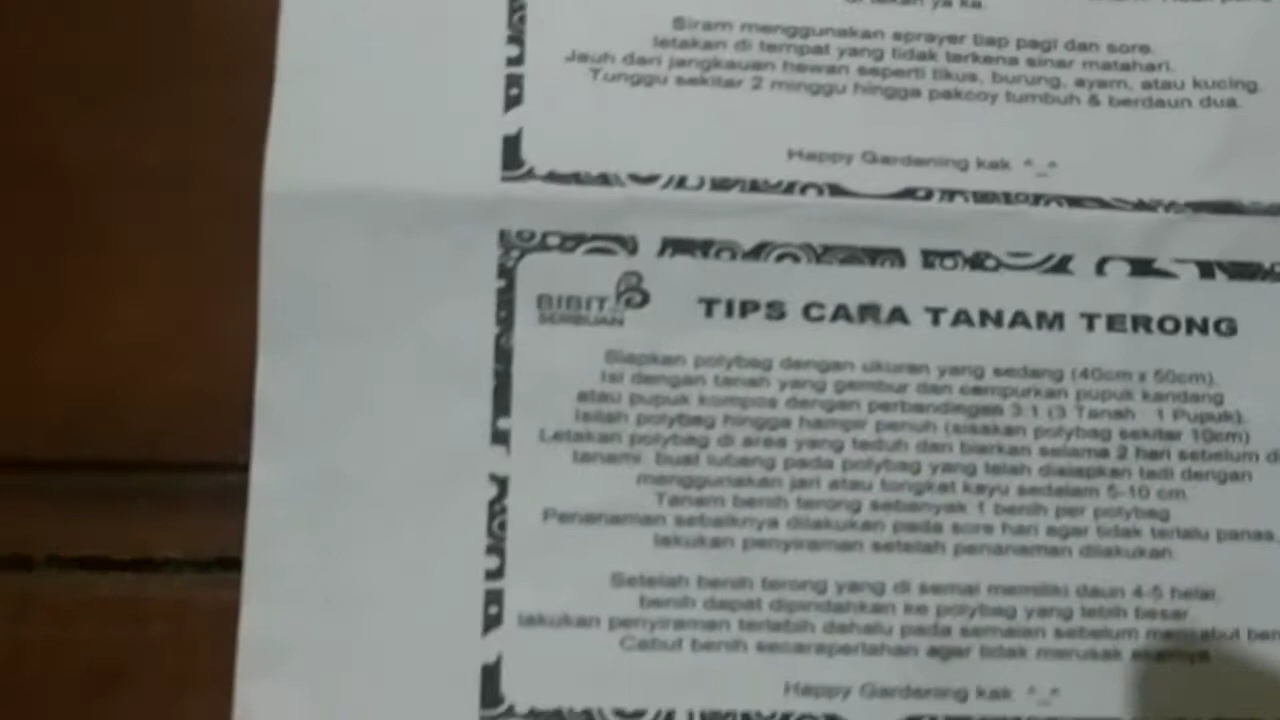 di tekan ya ka.
Siram menggunakan sprayer tiap pagi dan sore.
letakan di tempat yang tidak terkena sinar matahari.
Jauh dari jangkauan hewan seperti tikus, burung, ayam, atau kucing.
Tunggu sekitar 2 minggu hingga pakcoy tumbuh & berdaun dua.
Happy Gardening kak ^_^
BIBIT
SERIBUAN
TIPS CARA TANAM TERONG
Siapkan polybag dengan ukuran yang sedang (40cm x 50cm).
Isi dengan tanah yang gembur dan campurkan pupuk kandang
atau pupuk kompos dengan perbandingan 3:1 (3 Tanah : 1 Pupuk).
Isilah polybag hingga hampir penuh (sisakan polybag sekitar 10cm)
Letakan polybag di area yang teduh dan biarkan selama 2 hari sebelum
tanami. buat lubang pada polybag yang telah disiapkan tadi dengan
menggunakan jari atau tongkat kayu sedalam 5-10 cm.
Tanam benih terong sebanyak 1 benih per polybag
Penanaman sebaiknya dilakukan pada sore hari agar tidak terlalu panas.
lakukan penyiraman setelah penanaman dilakukan.
Setelah benih terong yang di semai memiliki daun 4-5 helai,
benih dapat dipindahkan ke polybag yang lebih besar.
lakukan penyiraman terlebih dahulu pada semaian sebelum mencabut
Cabut benih secaraperlahan agar tidak merusak akarnya.
Happy Gardening kak ^_^